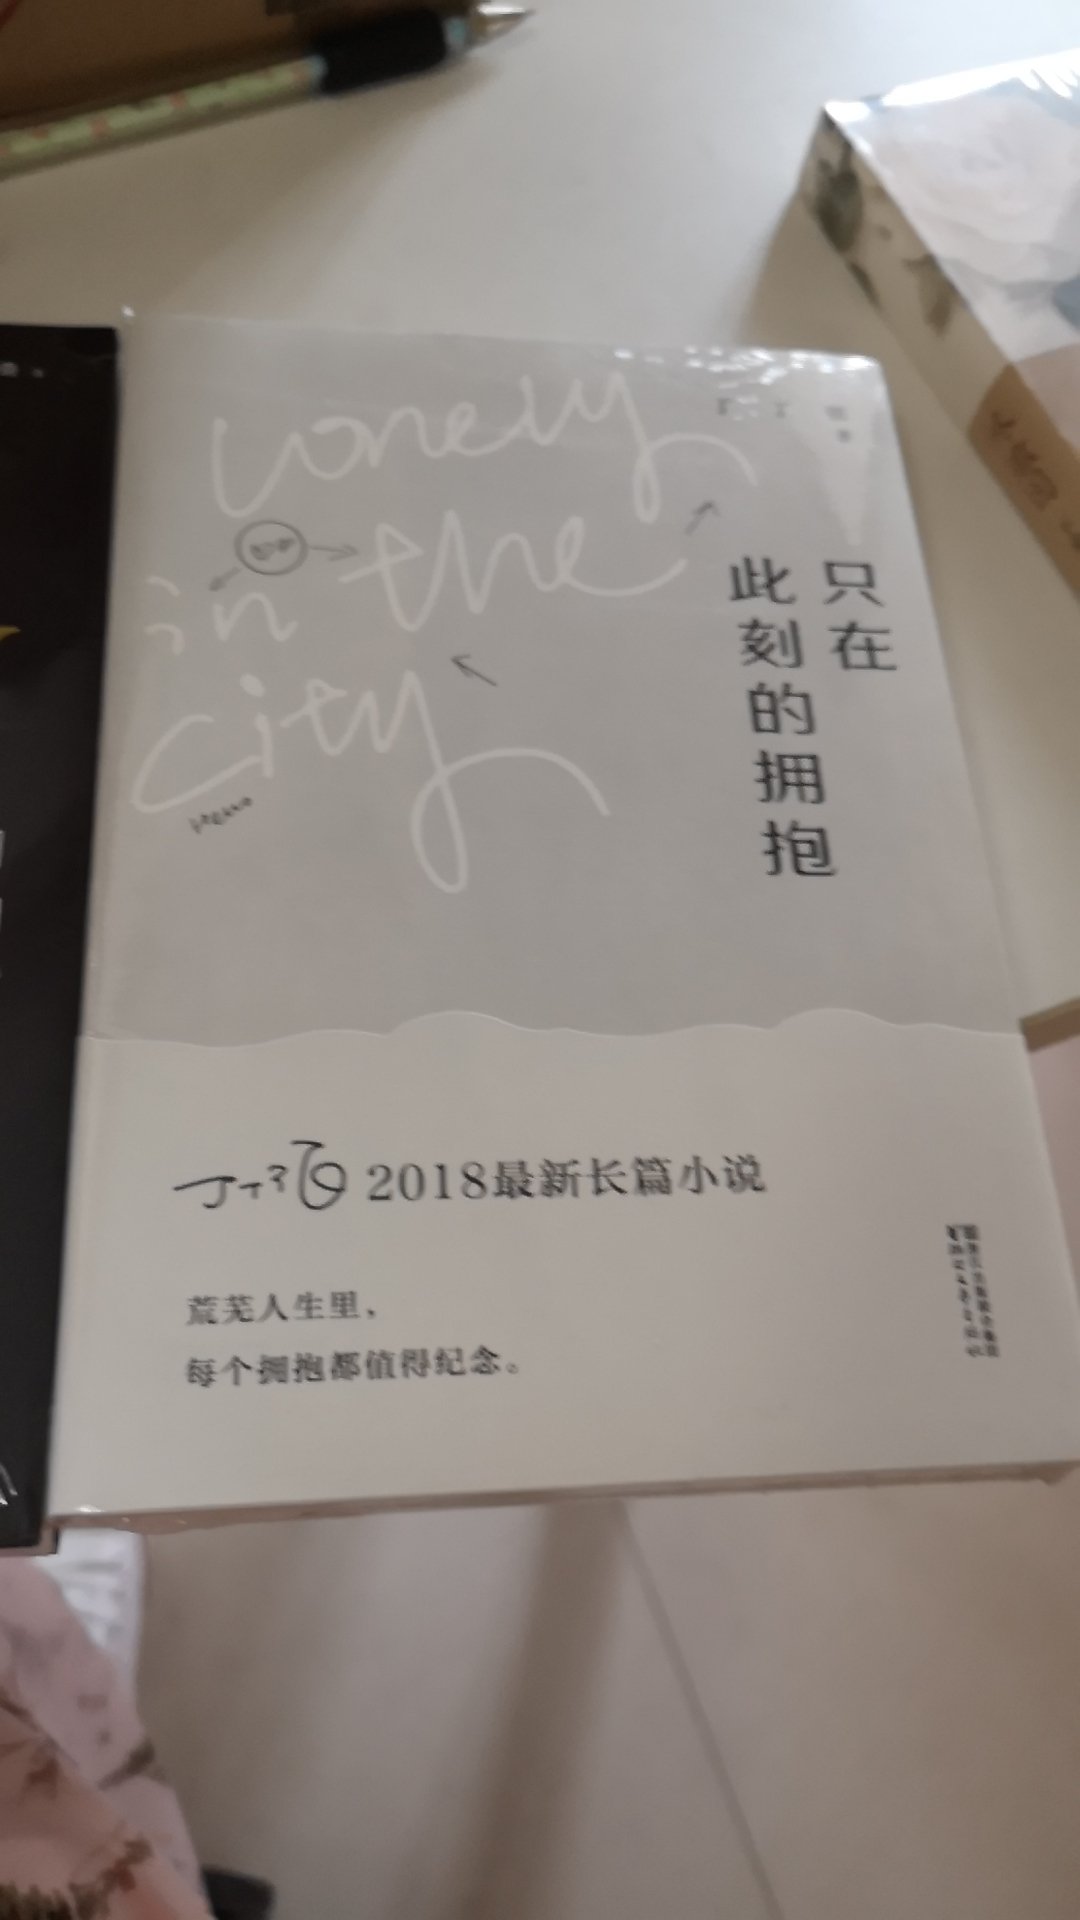 lonely
in the
city
只在
此刻的拥抱
丁丁张 2018最新长篇小说
荒芜人生里，
每个拥抱都值得纪念。